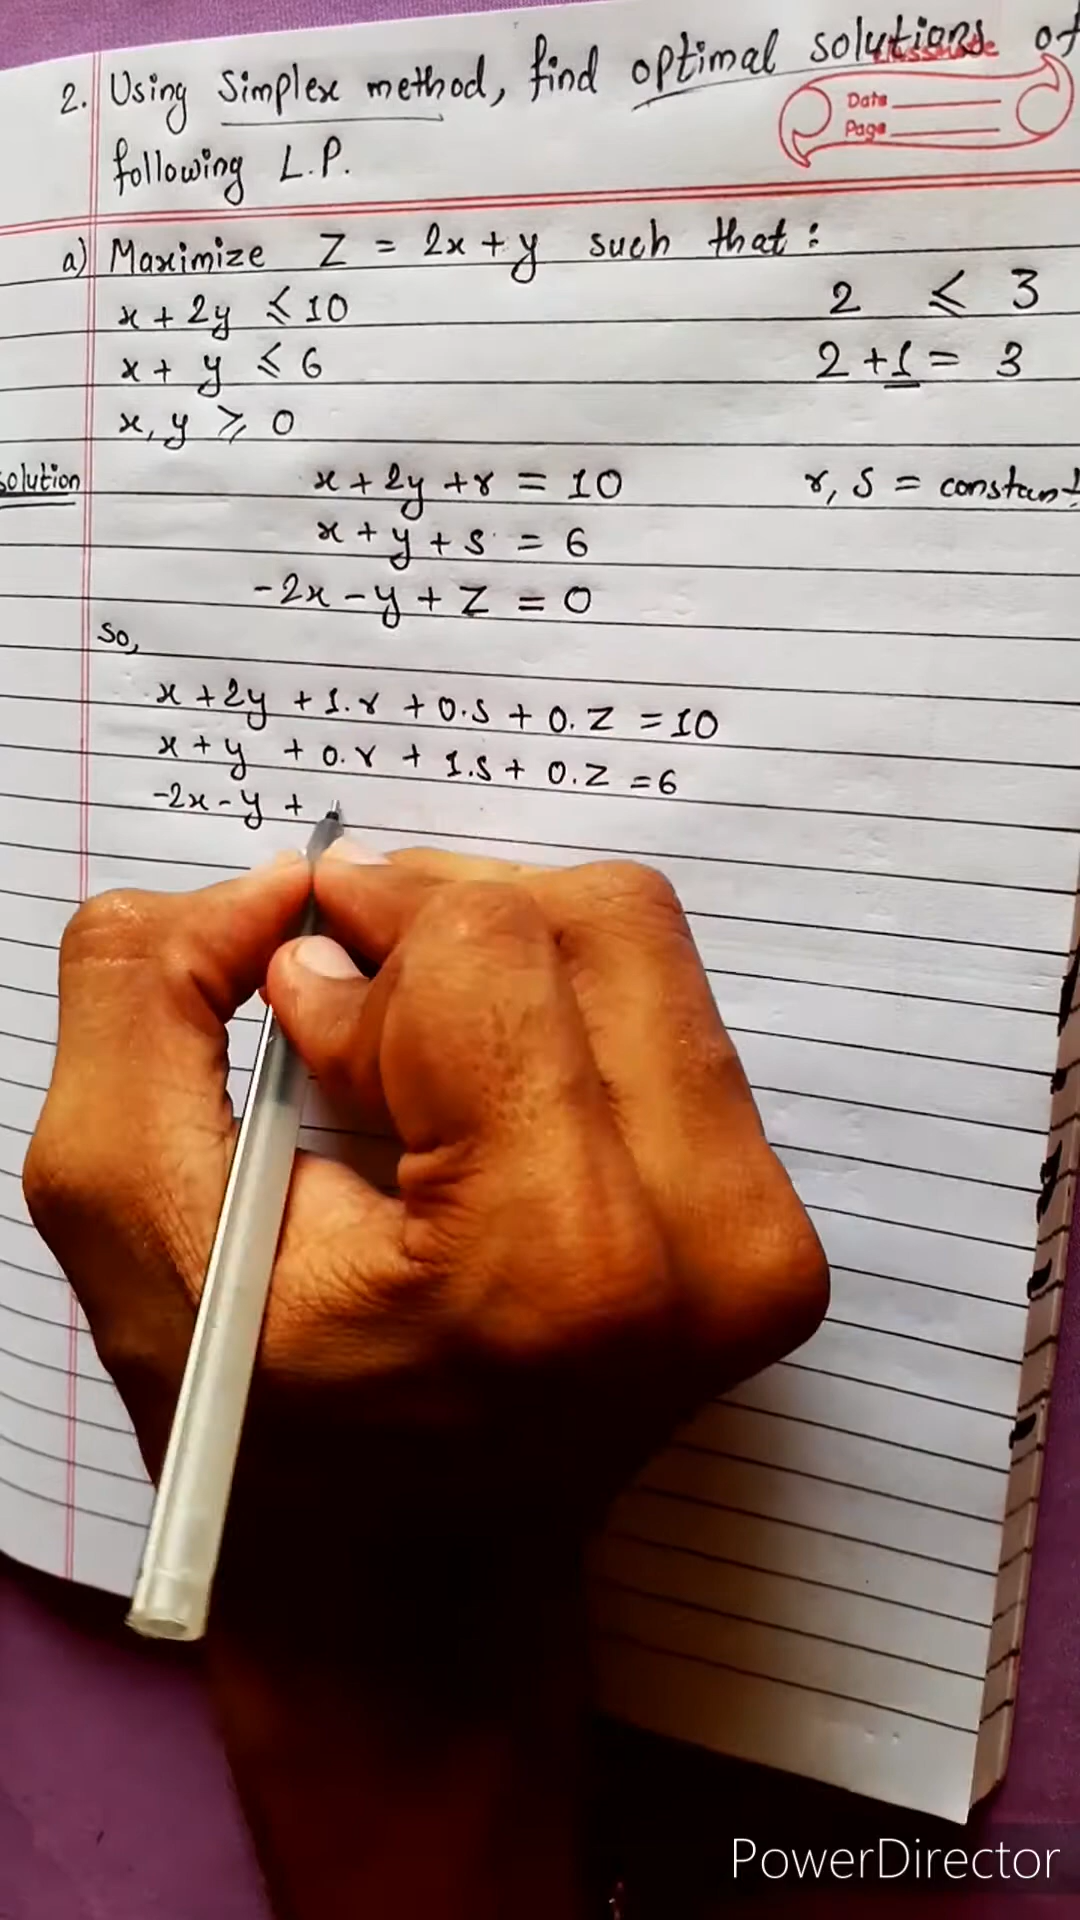 2. Using Simplex method, find optimal solutions of
Date
Page
following L.P.
a) Maximize Z = 2x + y such that :
x + 2y ⩽ 10
2 ⩽ 3
x + y ⩽ 6
2 + 1 = 3
x, y ⩾ 0
solution
x + 2y + r = 10
r, s = constant
x + y + s = 6
-2x - y + Z = 0
So,
x + 2y + 1.r + 0.s + 0.Z = 10
x + y + 0.r + 1.s + 0.Z = 6
-2x - y +
PowerDirector